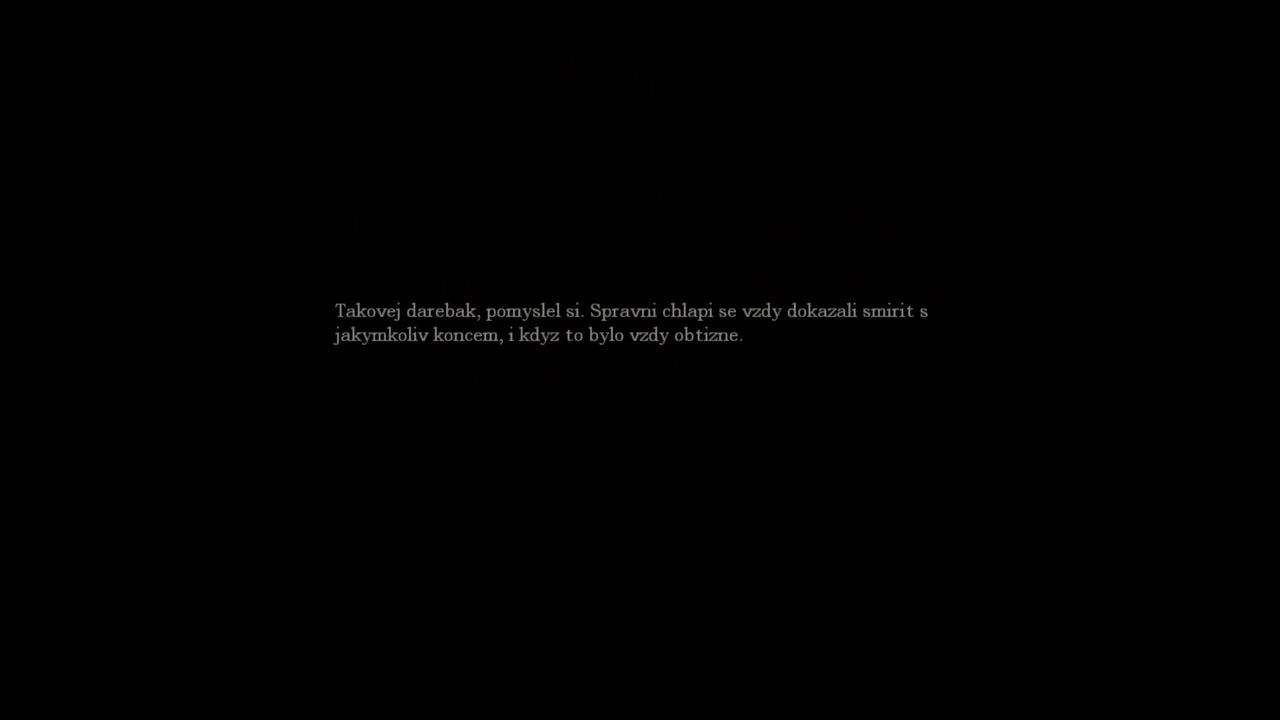 Takovej darebak, pomyslel si. Spravni chlapi se vzdy dokazali smirit s
jakymkoliv koncem, i kdyz to bylo vzdy obtizne.